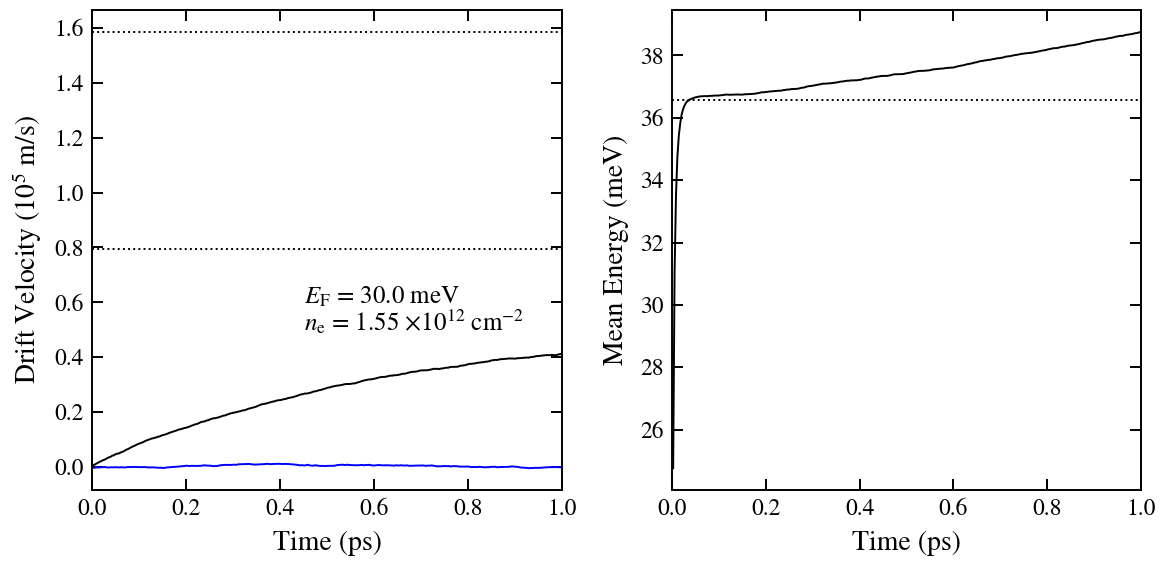 Drift Velocity (10⁵ m/s)
1.6
1.4
1.2
1.0
0.8
0.6
0.4
0.2
0.0
E_F = 30.0 meV
n_e = 1.55 ×10¹² cm⁻²
0.0 0.2 0.4 0.6 0.8 1.0
Time (ps)
Mean Energy (meV)
38
36
34
32
30
28
26
0.0 0.2 0.4 0.6 0.8 1.0
Time (ps)